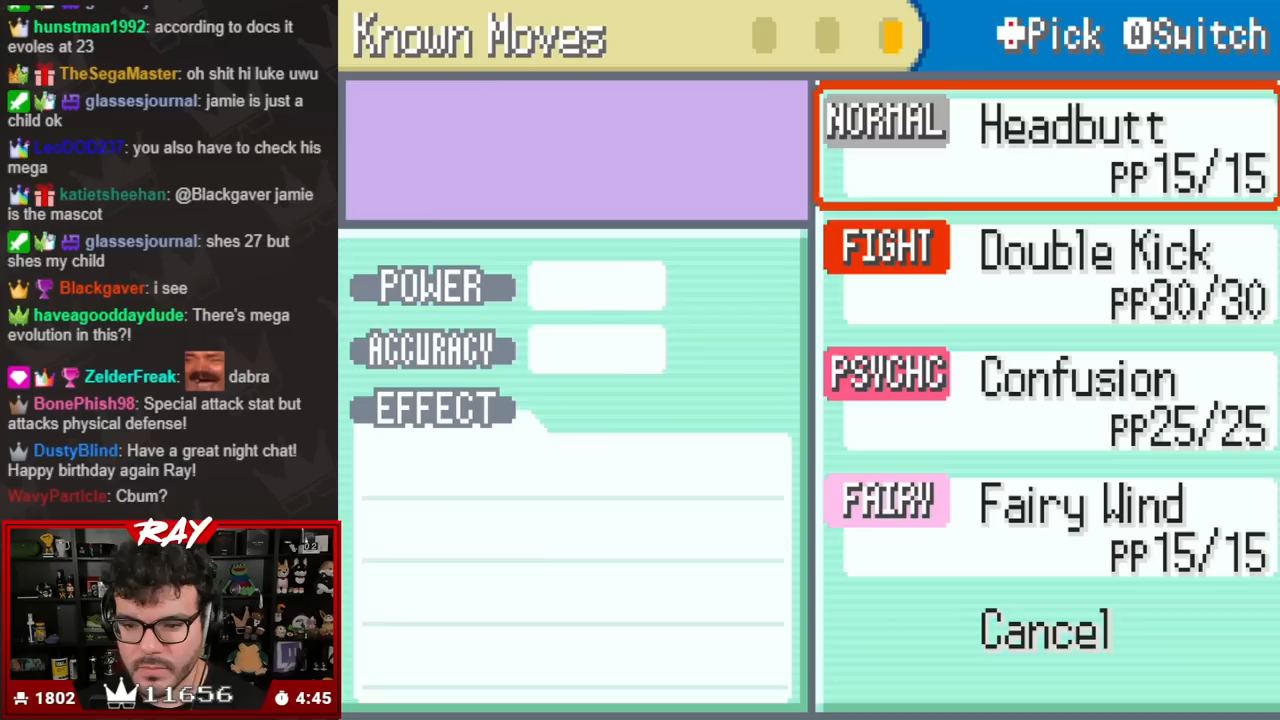 hunstman1992: according to docs it
evoles at 23
TheSegaMaster: oh shit hi luke uwu
glassesjournal: jamie is just a
child ok
LeoDOD237: you also have to check his
mega
katietsheehan: @Blackgaver jamie
is the mascot
glassesjournal: shes 27 but
shes my child
Blackgaver: i see
haveagooddaydude: There's mega
evolution in this?!
ZelderFreak: dabra
BonePhish98: Special attack stat but
attacks physical defense!
DustyBlind: Have a great night chat!
Happy birthday again Ray!
WavyParticle: Cbum?
RAY
1802
11656
4:45
Known Moves
Pick
Switch
POWER
ACCURACY
EFFECT
NORMAL Headbutt
PP15/15
FIGHT Double Kick
PP30/30
PSYCHC Confusion
PP25/25
FAIRY Fairy Wind
PP15/15
Cancel